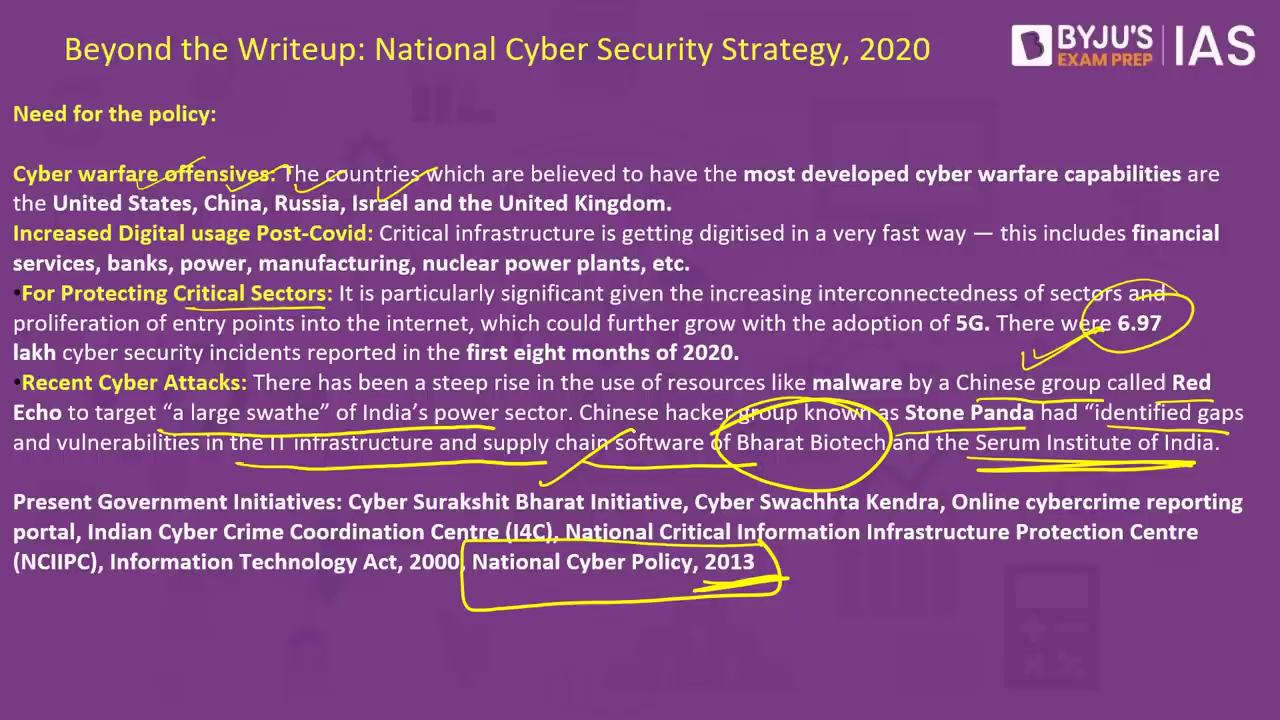 Beyond the Writeup: National Cyber Security Strategy, 2020
BYJU'S
EXAM PREP
IAS
Need for the policy:
Cyber warfare offensives: The countries which are believed to have the most developed cyber warfare capabilities are
the United States, China, Russia, Israel and the United Kingdom.
Increased Digital usage Post-Covid: Critical infrastructure is getting digitised in a very fast way — this includes financial
services, banks, power, manufacturing, nuclear power plants, etc.
•For Protecting Critical Sectors: It is particularly significant given the increasing interconnectedness of sectors and
proliferation of entry points into the internet, which could further grow with the adoption of 5G. There were 6.97
lakh cyber security incidents reported in the first eight months of 2020.
•Recent Cyber Attacks: There has been a steep rise in the use of resources like malware by a Chinese group called Red
Echo to target “a large swathe” of India’s power sector. Chinese hacker group known as Stone Panda had “identified gaps
and vulnerabilities in the IT infrastructure and supply chain software of Bharat Biotech and the Serum Institute of India.
Present Government Initiatives: Cyber Surakshit Bharat Initiative, Cyber Swachhta Kendra, Online cybercrime reporting
portal, Indian Cyber Crime Coordination Centre (I4C), National Critical Information Infrastructure Protection Centre
(NCIIPC), Information Technology Act, 2000, National Cyber Policy, 2013